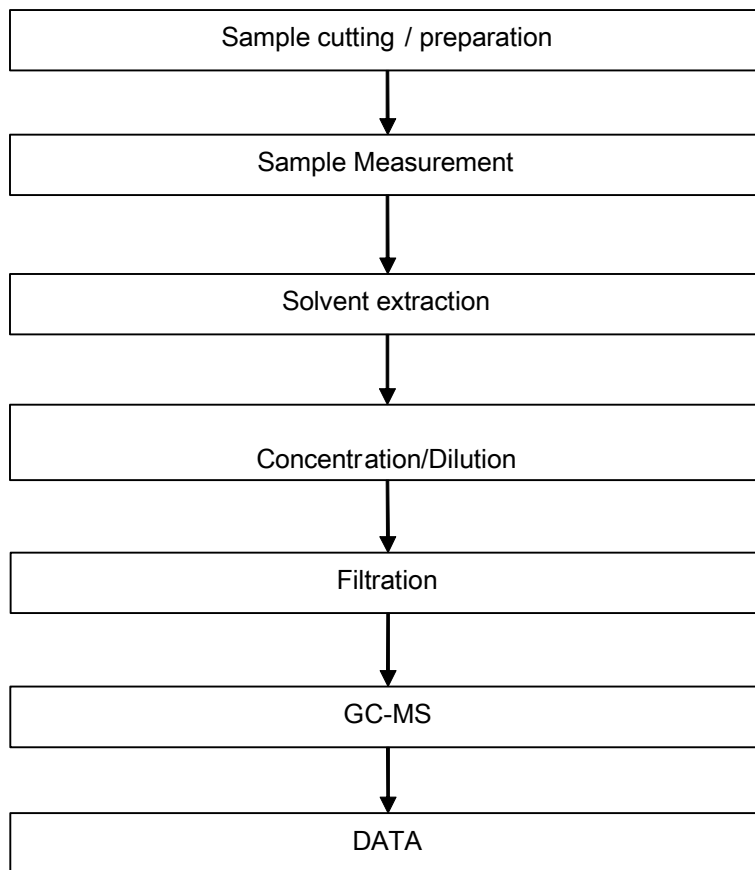 Sample cutting / preparation
Sample Measurement
Solvent extraction
Concentration/Dilution
Filtration
GC-MS
DATA